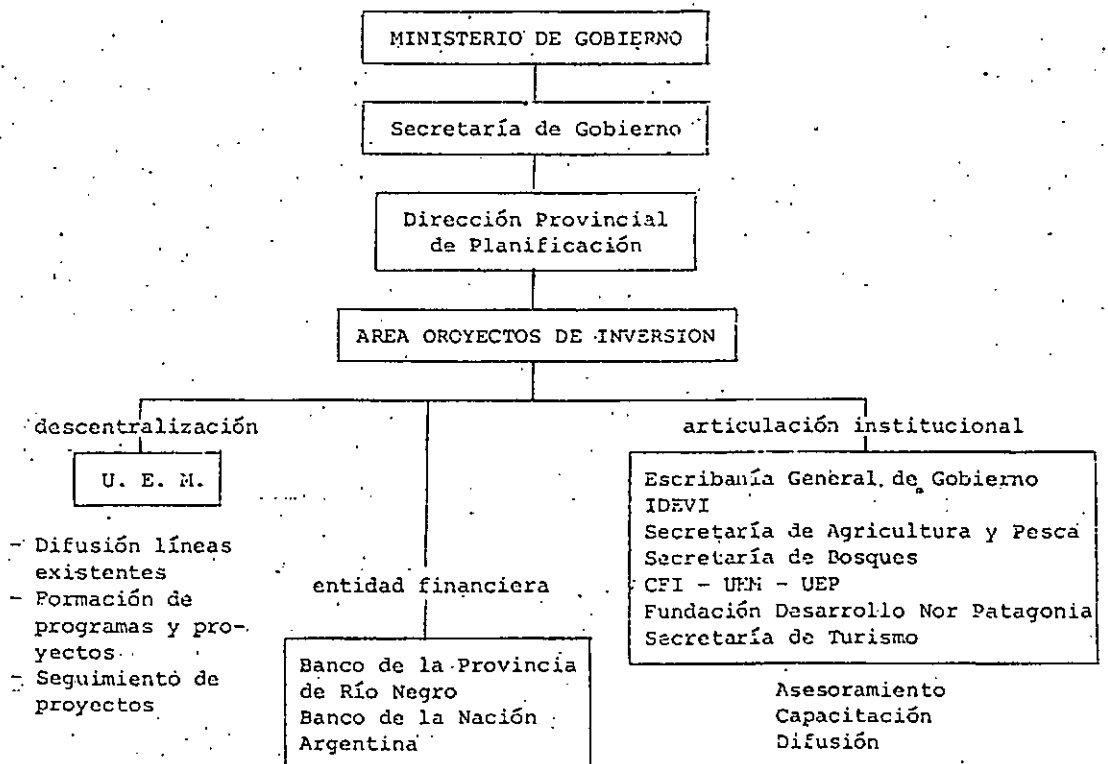 MINISTERIO DE GOBIERNO
Secretaría de Gobierno
Dirección Provincial
de Planificación
AREA OROYECTOS DE INVERSION
descentralización
U. E. M.
- Difusión líneas
existentes
- Formación de
programas y pro-
yectos
- Seguimiento de
proyectos
entidad financiera
Banco de la Provincia
de Río Negro
Banco de la Nación
Argentina
articulación institucional
Escribanía General de Gobierno
IDEVI
Secretaría de Agricultura y Pesca
Secretaría de Bosques
CFI - UEM - UEP
Fundación Desarrollo Nor Patagonia
Secretaría de Turismo
Asesoramiento
Capacitación
Difusión